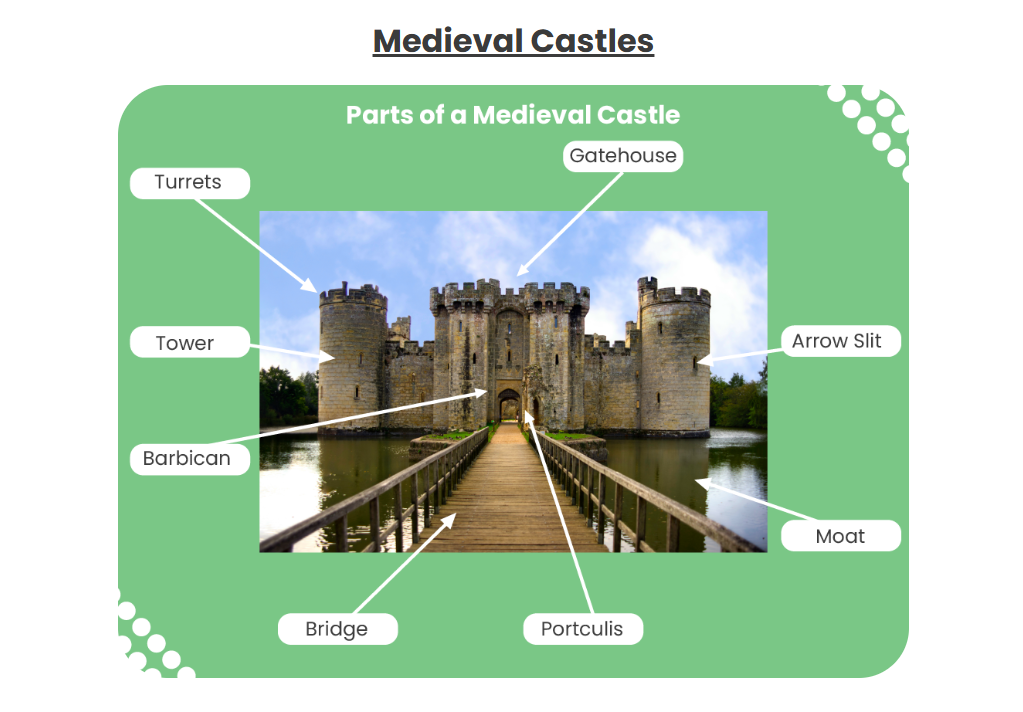 Medieval Castles
Parts of a Medieval Castle
Gatehouse
Turrets
Tower
Arrow Slit
Barbican
Moat
Bridge
Portculis